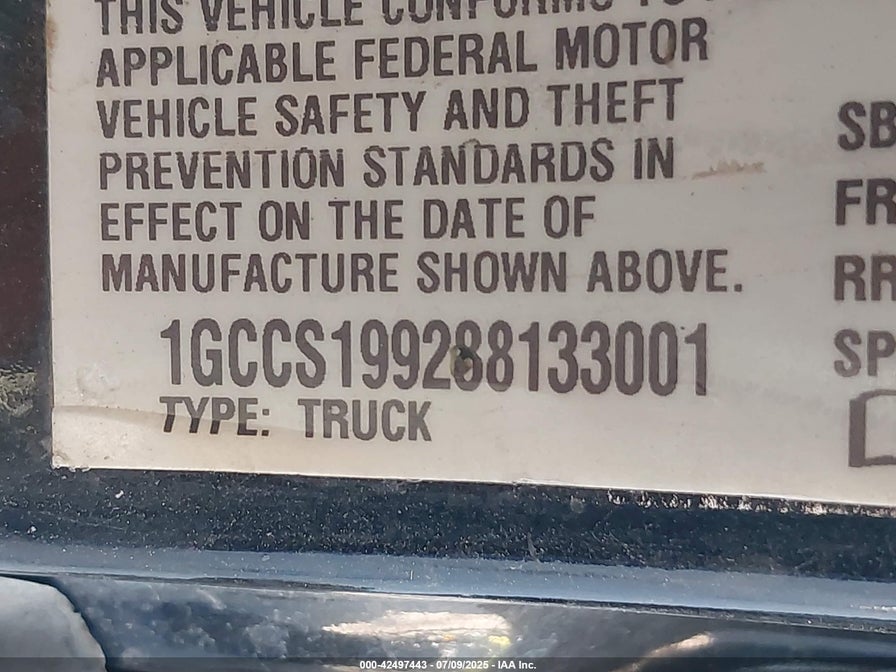 THIS VEHICLE CONFORMS TO
APPLICABLE FEDERAL MOTOR
VEHICLE SAFETY AND THEFT
PREVENTION STANDARDS IN
EFFECT ON THE DATE OF
MANUFACTURE SHOWN ABOVE.
1GCCS199288133001
TYPE: TRUCK
SB
FR
RR
SP
000-42497443 - 07/09/2025 - IAA Inc.